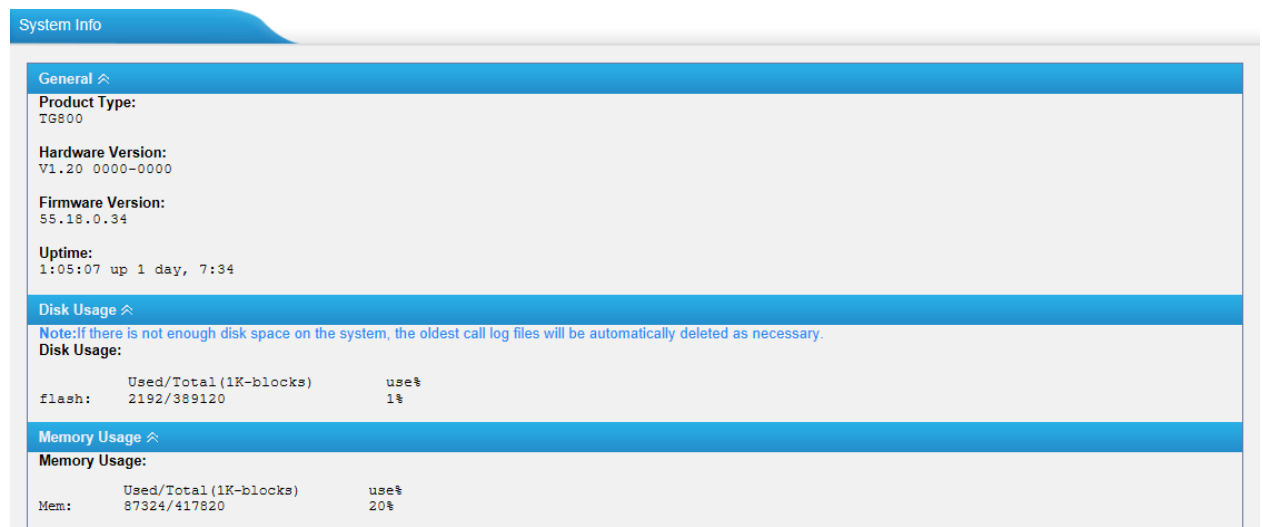 System Info
General
Product Type:
TG800
Hardware Version:
V1.20 0000-0000
Firmware Version:
55.18.0.34
Uptime:
1:05:07 up 1 day, 7:34
Disk Usage
Note:If there is not enough disk space on the system, the oldest call log files will be automatically deleted as necessary.
Disk Usage:
Used/Total(1K-blocks) use%
flash: 2192/389120 1%
Memory Usage
Memory Usage:
Used/Total(1K-blocks) use%
Mem: 87324/417820 20%